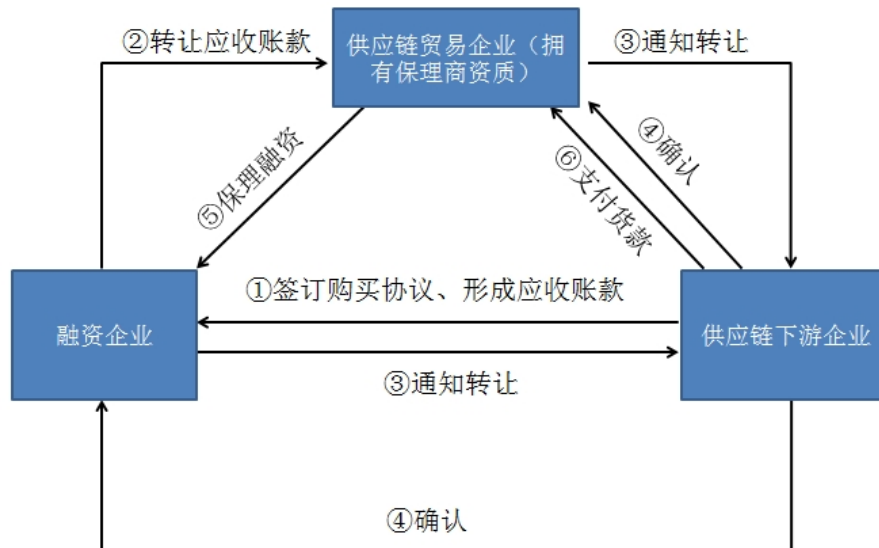 ②转让应收账款
供应链贸易企业（拥
有保理商资质）
③通知转让
④确认
⑤保理融资
⑥支付货款
①签订购买协议、形成应收账款
融资企业
供应链下游企业
③通知转让
④确认